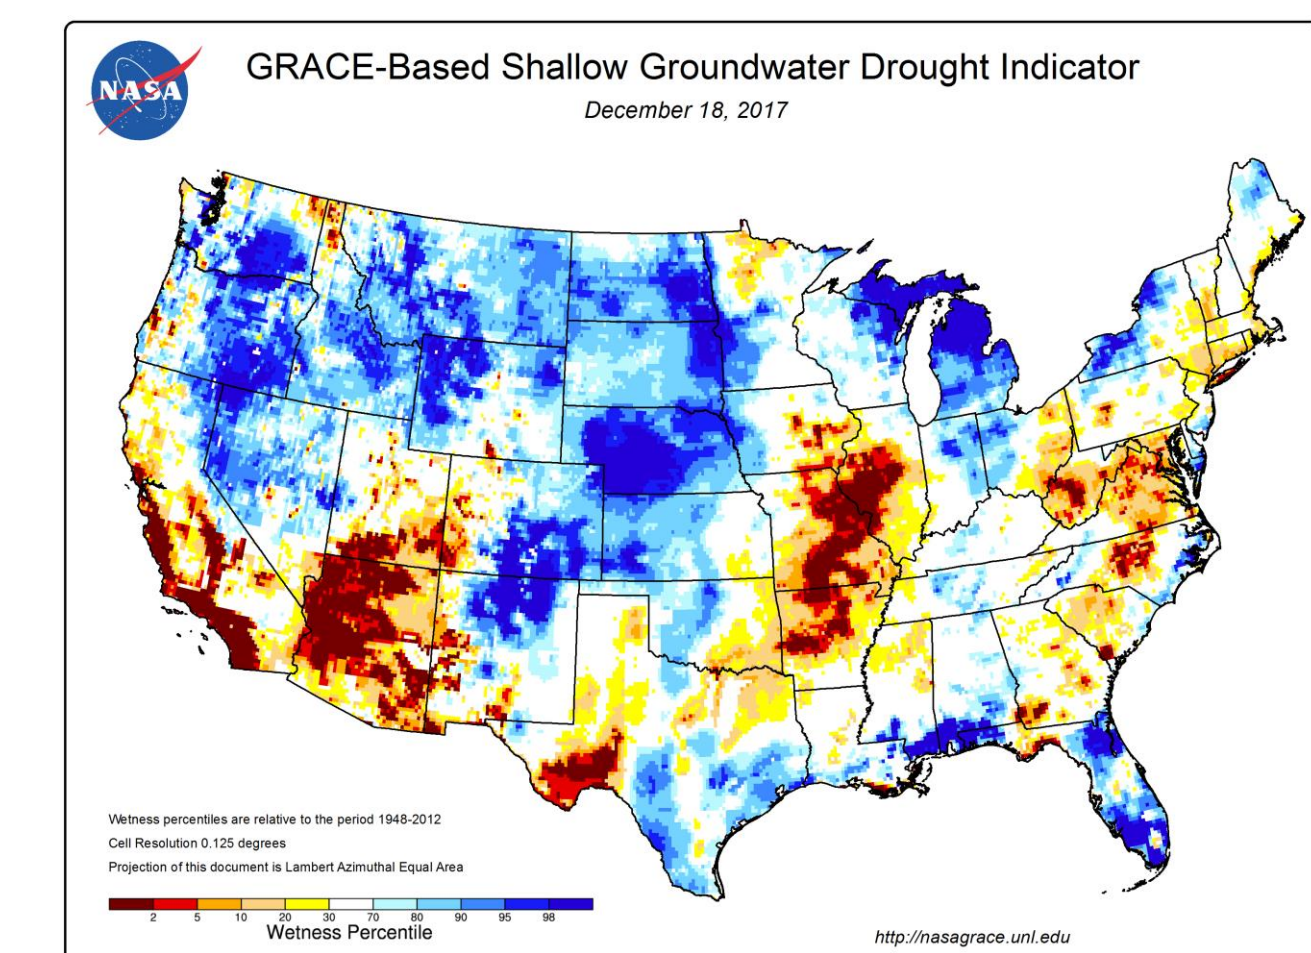 NASA
GRACE-Based Shallow Groundwater Drought Indicator
December 18, 2017
Wetness percentiles are relative to the period 1948-2012
Cell Resolution 0.125 degrees
Projection of this document is Lambert Azimuthal Equal Area
2 5 10 20 30 70 80 90 95 98
Wetness Percentile
http://nasagrace.unl.edu